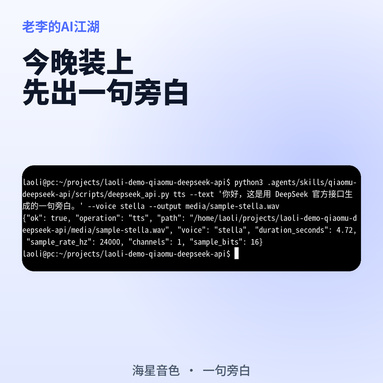 老李的AI江湖
今晚装上
先出一句旁白
laoli@pc:~/projects/laoli-demo-qiaomu-deepseek-api$ python3 .agents/skills/qiaomu-
deepseek-api/scripts/deepseek_api.py tts --text '你好，这是用 DeepSeek 官方接口生
成的一句旁白。' --voice stella --output media/sample-stella.wav
{"ok": true, "operation": "tts", "path": "/home/laoli/projects/laoli-demo-qiaomu-d
eepseek-api/media/sample-stella.wav", "voice": "stella", "duration_seconds": 4.72,
"sample_rate_hz": 24000, "channels": 1, "sample_bits": 16}
laoli@pc:~/projects/laoli-demo-qiaomu-deepseek-api$
海星音色 · 一句旁白